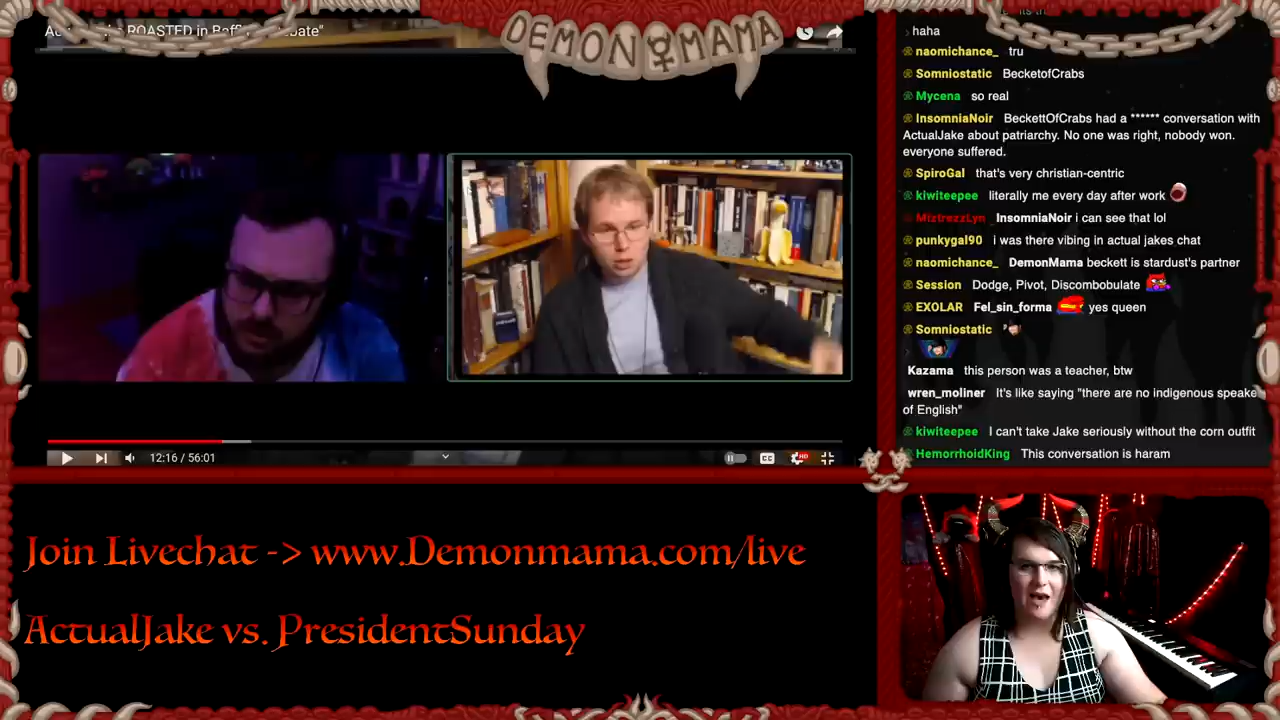 DEMON MAMA
ROASTED in
haha
naomichance_ tru
Somniostatic BecketofCrabs
Mycena so real
InsomniaNoir BeckettOfCrabs had a ****** conversation with
ActualJake about patriarchy. No one was right, nobody won.
everyone suffered.
SpiroGal that's very christian-centric
kiwiteepee literally me every day after work
MiztrezzLyn InsomniaNoir i can see that lol
punkygal90 i was there vibing in actual jakes chat
naomichance_ DemonMama beckett is stardust's partner
Session Dodge, Pivot, Discombobulate
EXOLAR Fel_sin_forma yes queen
Somniostatic
Kazama this person was a teacher, btw
wren_moliner It's like saying "there are no indigenous speake
of English"
kiwiteepee I can't take Jake seriously without the corn outfit
HemorrhoidKing This conversation is haram
12:16 / 56:01
CC
HD
Join Livechat -> www.Demonmama.com/live
ActualJake vs. PresidentSunday